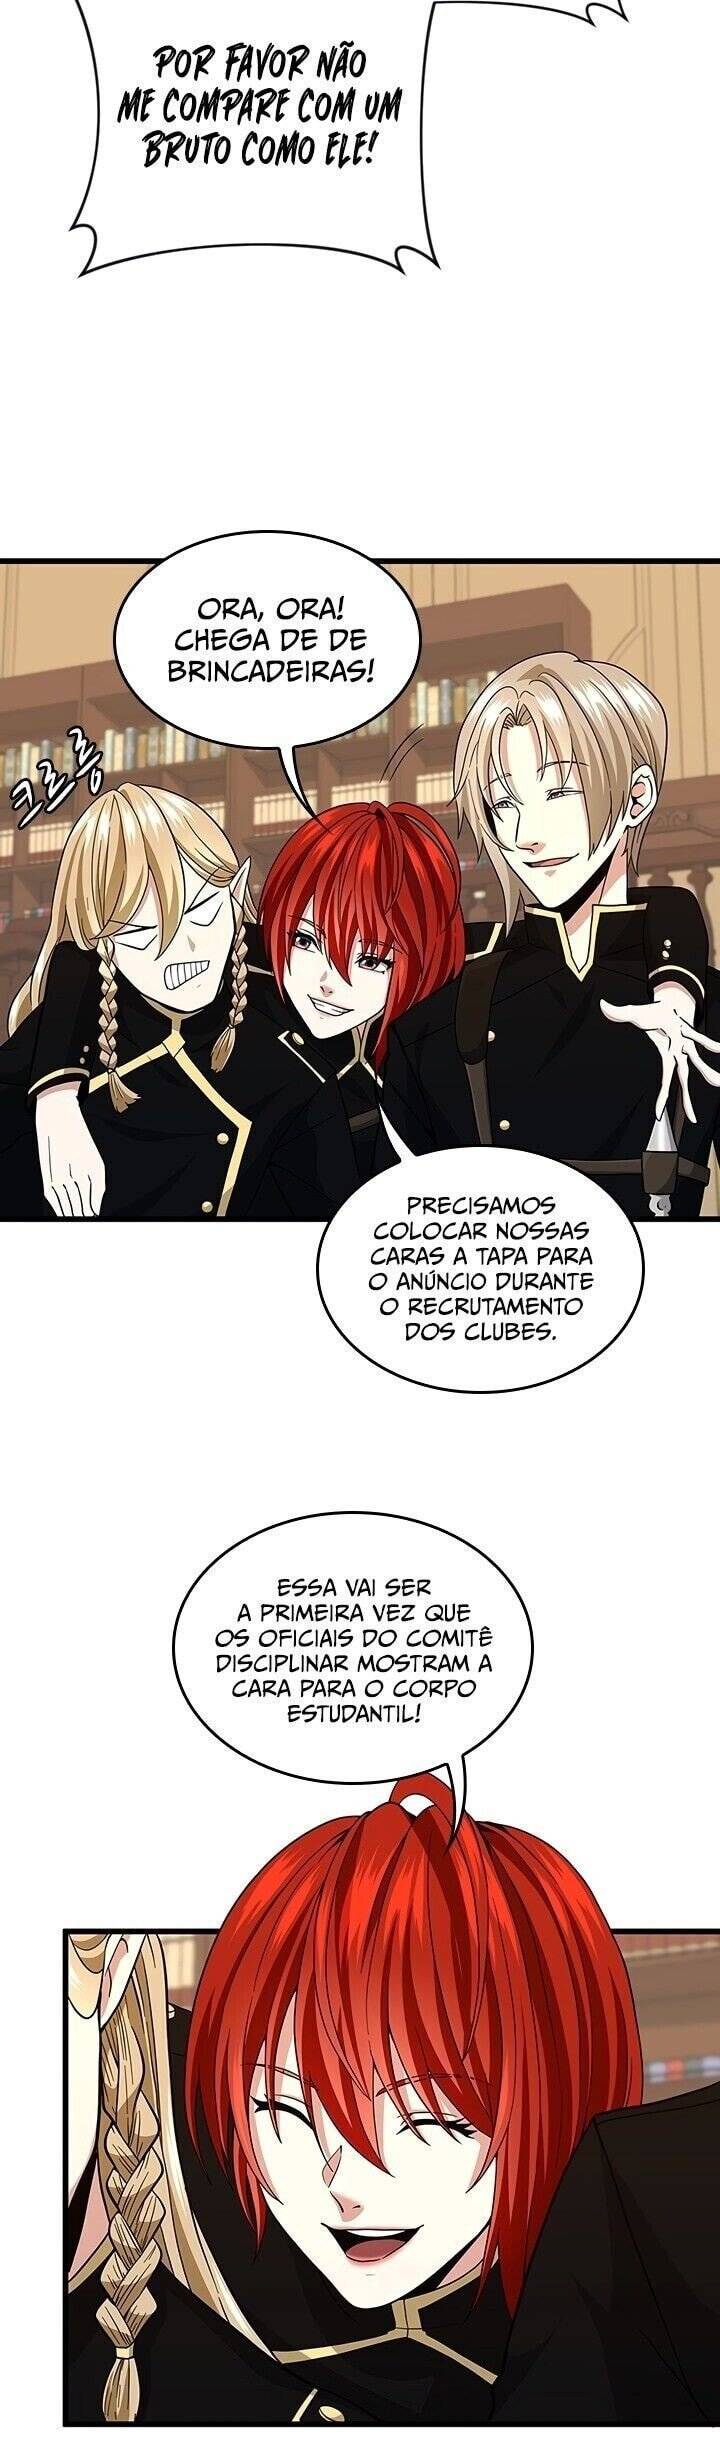 POR FAVOR NÃO
ME COMPARE COM UM
BRUTO COMO ELE!
ORA, ORA!
CHEGA DE DE
BRINCADEIRAS!
크르릉
PRECISAMOS
COLOCAR NOSSAS
CARAS A TAPA PARA
O ANÚNCIO DURANTE
O RECRUTAMENTO
DOS CLUBES.
ESSA VAI SER
A PRIMEIRA VEZ QUE
OS OFICIAIS DO COMITÊ
DISCIPLINAR MOSTRAM A
CARA PARA O CORPO
ESTUDANTIL!